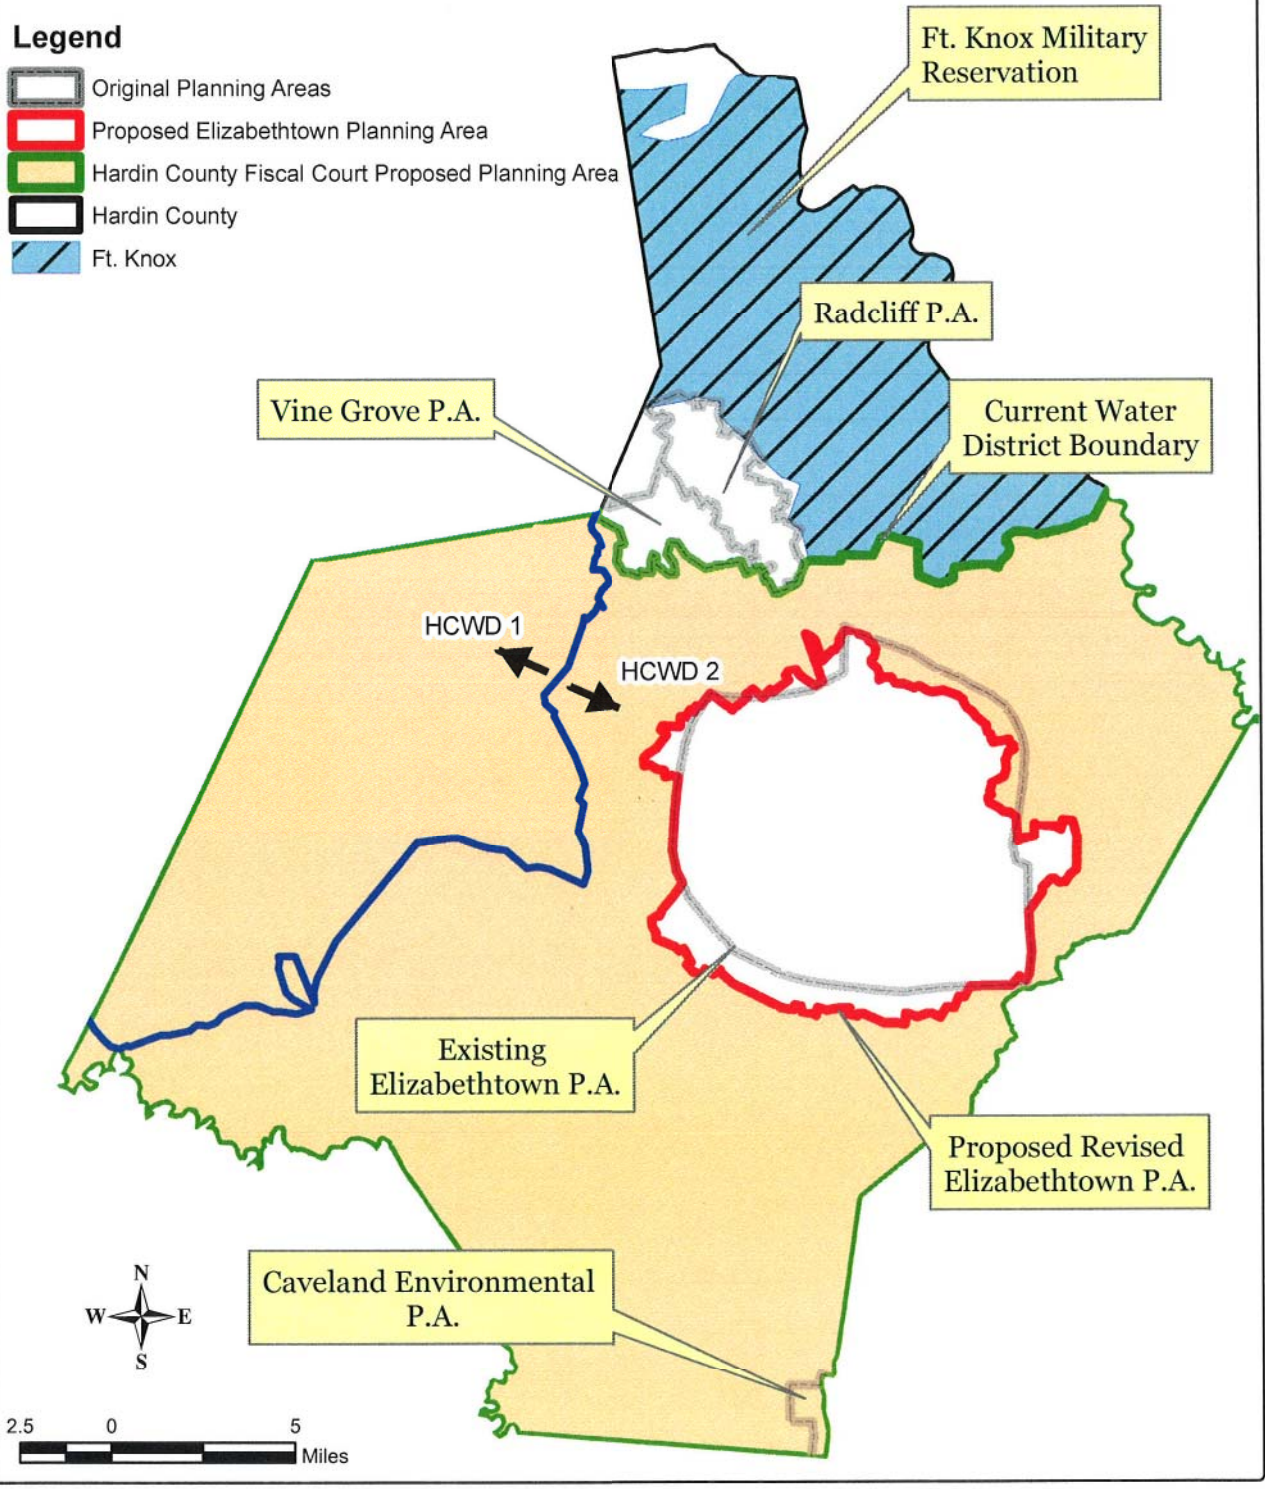 Legend
Original Planning Areas
Proposed Elizabethtown Planning Area
Hardin County Fiscal Court Proposed Planning Area
Hardin County
Ft. Knox
Ft. Knox Military
Reservation
Radcliff P.A.
Vine Grove P.A.
Current Water
District Boundary
HCWD 1
HCWD 2
Existing
Elizabethtown P.A.
Proposed Revised
Elizabethtown P.A.
Caveland Environmental
P.A.
N
W E
S
2.5 0 5
Miles